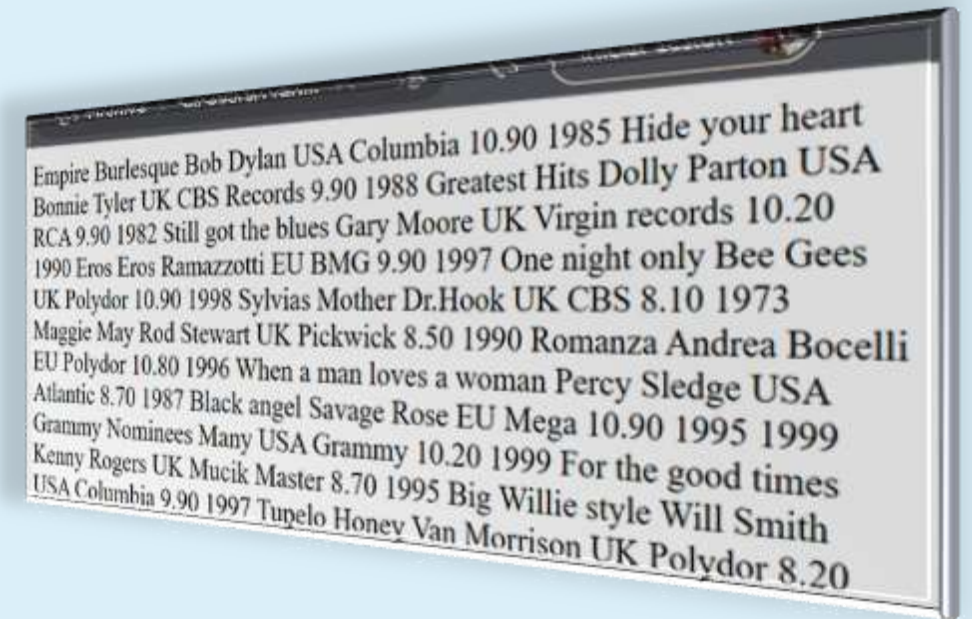 Empire Burlesque Bob Dylan USA Columbia 10.90 1985 Hide your heart
Bonnie Tyler UK CBS Records 9.90 1988 Greatest Hits Dolly Parton USA
RCA 9.90 1982 Still got the blues Gary Moore UK Virgin records 10.20
1990 Eros Eros Ramazzotti EU BMG 9.90 1997 One night only Bee Gees
UK Polydor 10.90 1998 Sylvias Mother Dr.Hook UK CBS 8.10 1973
Maggie May Rod Stewart UK Pickwick 8.50 1990 Romanza Andrea Bocelli
EU Polydor 10.80 1996 When a man loves a woman Percy Sledge USA
Atlantic 8.70 1987 Black angel Savage Rose EU Mega 10.90 1995 1999
Grammy Nominees Many USA Grammy 10.20 1999 For the good times
Kenny Rogers UK Mucik Master 8.70 1995 Big Willie style Will Smith
USA Columbia 9.90 1997 Tupelo Honey Van Morrison UK Polydor 8.20